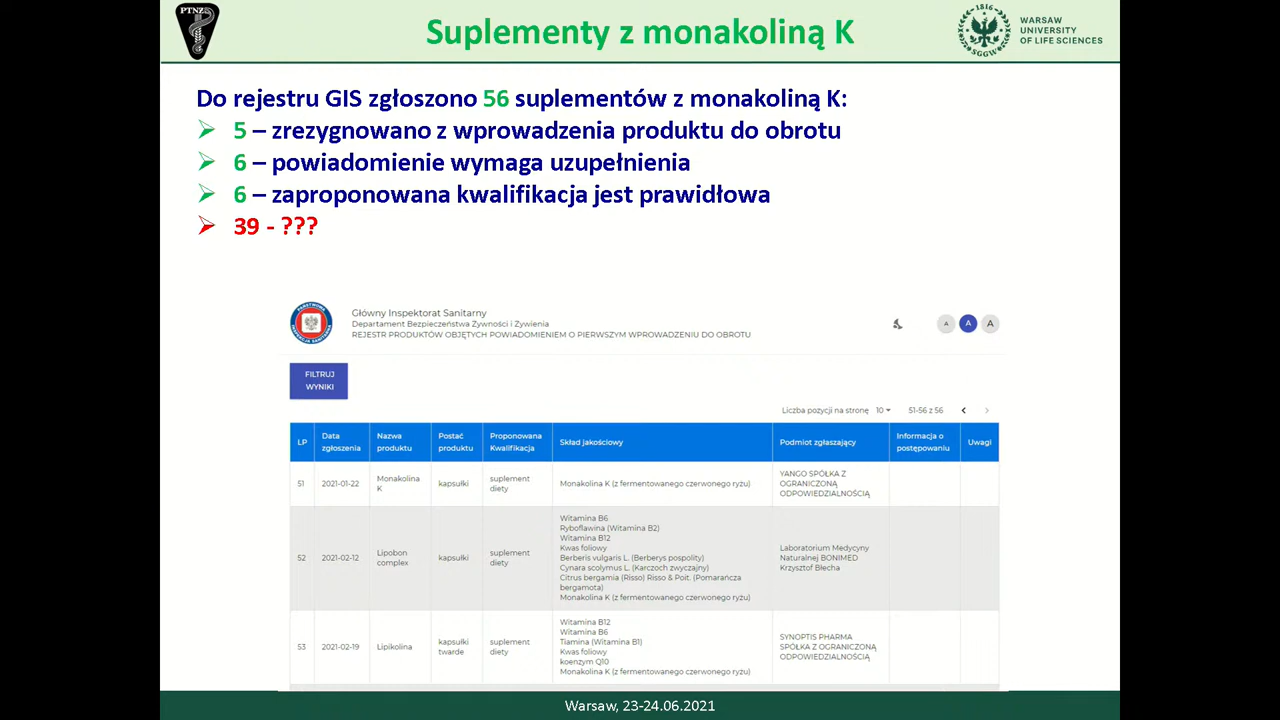 PTNZ
Suplementy z monakoliną K
1816
SGGW
WARSAW
UNIVERSITY
OF LIFE SCIENCES
Do rejestru GIS zgłoszono 56 suplementów z monakoliną K:
5 – zrezygnowano z wprowadzenia produktu do obrotu
6 – powiadomienie wymaga uzupełnienia
6 – zaproponowana kwalifikacja jest prawidłowa
39 - ???
Główny Inspektorat Sanitarny
Departament Bezpieczeństwa Żywności i Żywienia
REJESTR PRODUKTÓW OBJĘTYCH POWIADOMIENIEM O PIERWSZYM WPROWADZENIU DO OBROTU
A A A
FILTRUJ
WYNIKI
Liczba pozycji na stronę 10 51-56 z 56
LP
Data
zgłoszenia
Nazwa
produktu
Postać
produktu
Proponowana
Kwalifikacja
Skład jakościowy
Podmiot zgłaszający
Informacja o
postępowaniu
Uwagi
51
2021-01-22
Monakolina
K
kapsułki
suplement
diety
Monakolina K (z fermentowanego czerwonego ryżu)
YANGO SPÓŁKA Z
OGRANICZONĄ
ODPOWIEDZIALNOŚCIĄ
52
2021-02-12
Lipobon
complex
kapsułki
suplement
diety
Witamina B6
Ryboflawina (Witamina B2)
Witamina B12
Kwas foliowy
Berberis vulgaris L. (Berberys pospolity)
Cynara scolymus L. (Karczoch zwyczajny)
Citrus bergamia (Risso) Risso & Poit. (Pomarańcza
bergamota)
Monakolina K (z fermentowanego czerwonego ryżu)
Laboratorium Medycyny
Naturalnej BONIMED
Krzysztof Błecha
53
2021-02-19
Lipikolina
kapsułki
twarde
suplement
diety
Witamina B12
Witamina B6
Tiamina (Witamina B1)
Kwas foliowy
koenzym Q10
Monakolina K (z fermentowanego czerwonego ryżu)
SYNOPTIS PHARMA
SPÓŁKA Z OGRANICZONĄ
ODPOWIEDZIALNOŚCIĄ
Warsaw, 23-24.06.2021